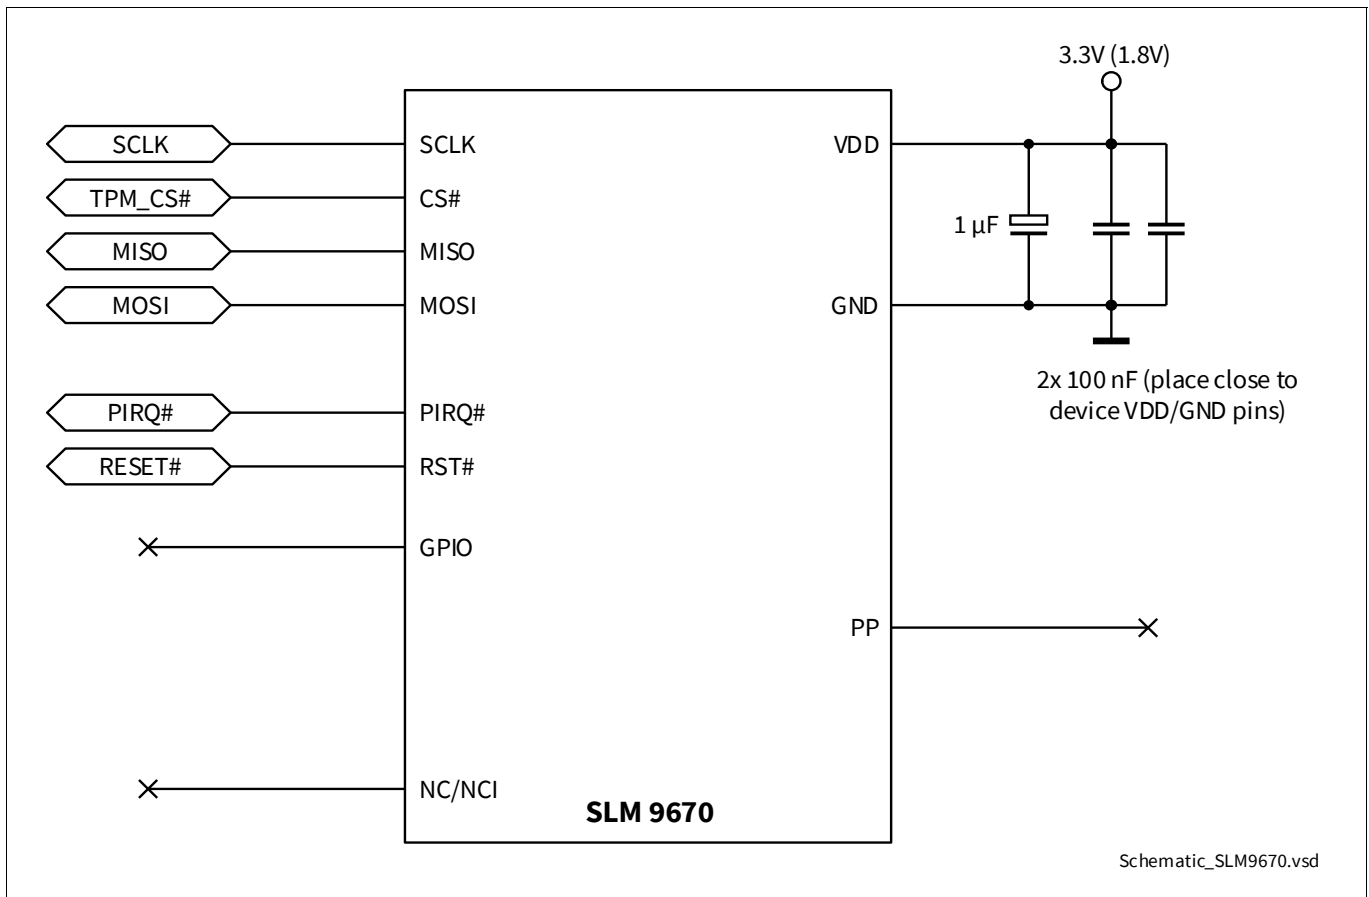 3.3V (1.8V)
SCLK
SCLK
VDD
TPM_CS#
CS#
1 µF
MISO
MISO
MOSI
MOSI
GND
2x 100 nF (place close to
device VDD/GND pins)
PIRQ#
PIRQ#
RESET#
RST#
GPIO
PP
NC/NCI
SLM 9670
Schematic_SLM9670.vsd